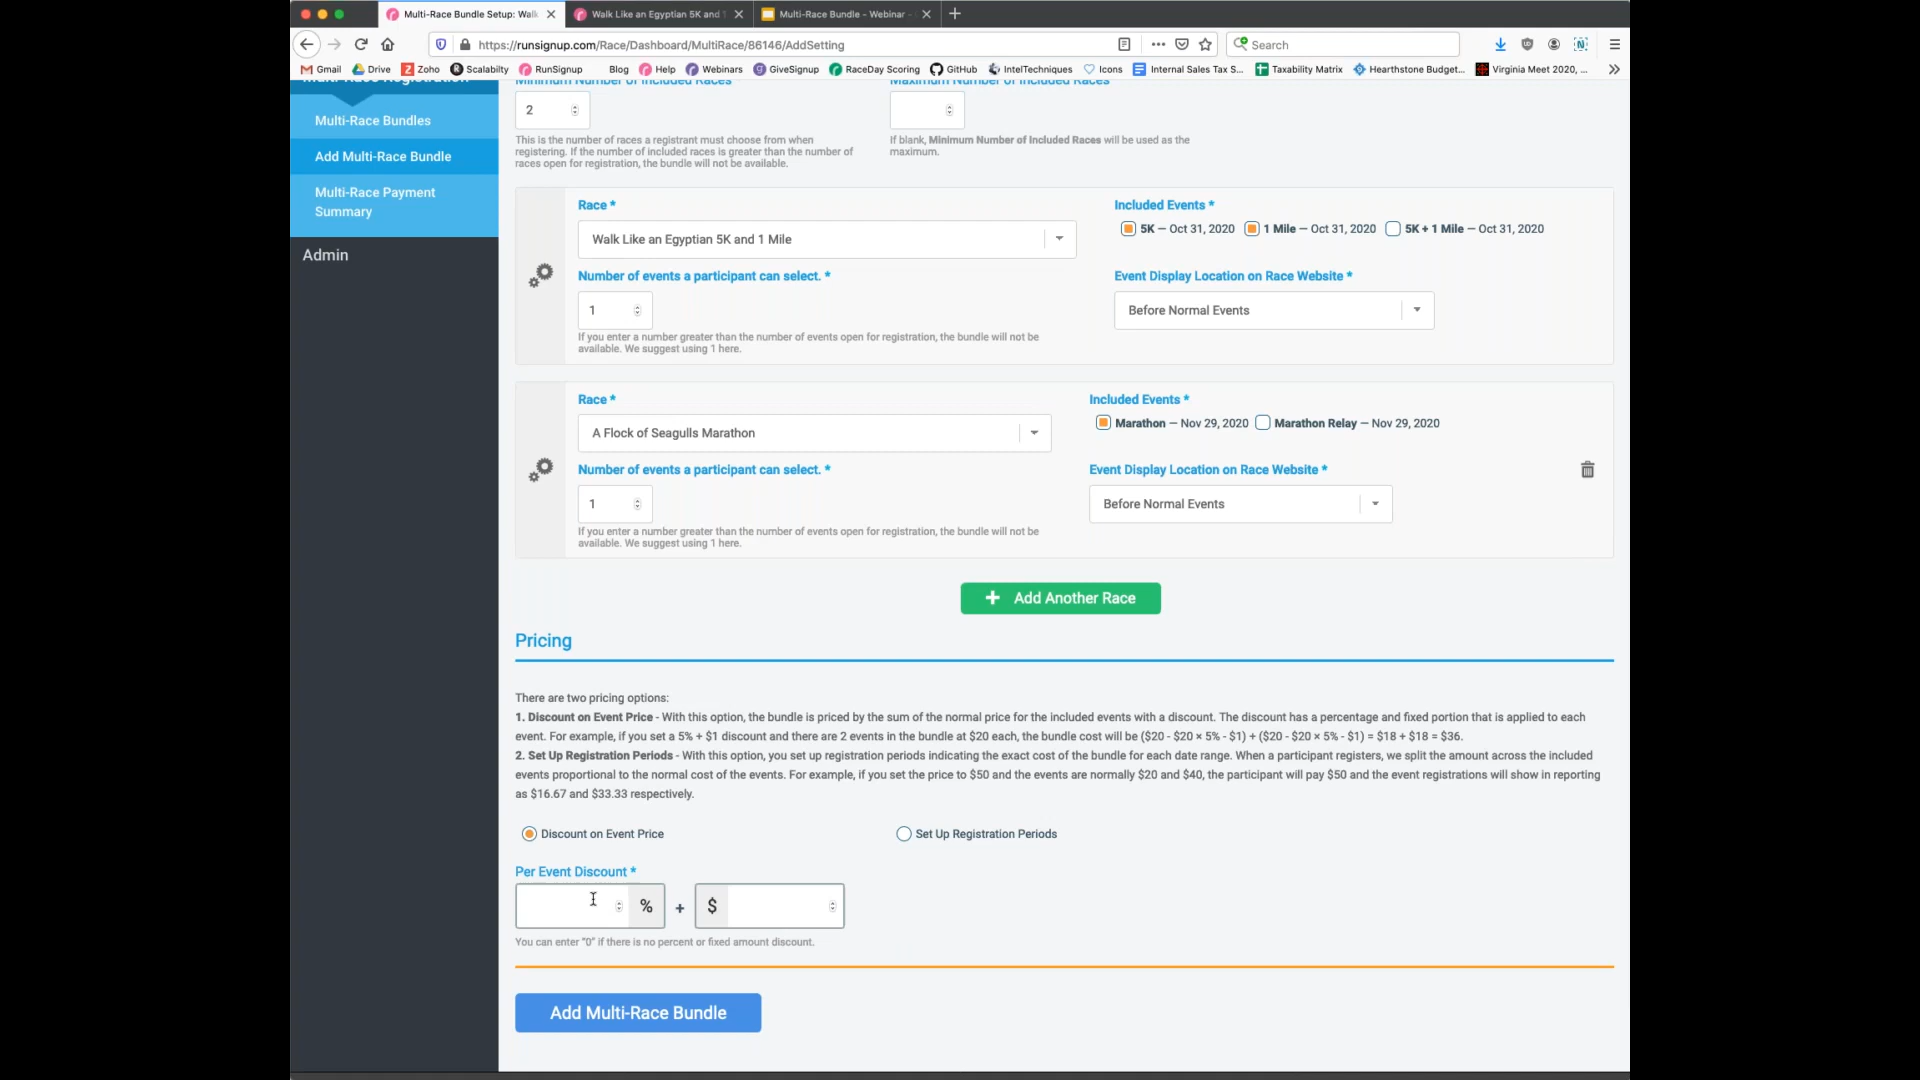 Multi-Race Bundle Setup: Walk
Walk Like an Egyptian 5K and 1
Multi-Race Bundle - Webinar -
https://runsignup.com/Race/Dashboard/MultiRace/86146/AddSetting
Search
Gmail Drive Zoho Scalability RunSignup Blog Help Webinars GiveSignup RaceDay Scoring GitHub IntelTechniques Icons Internal Sales Tax S... Taxability Matrix Hearthstone Budget... Virginia Meet 2020, ...
Multi-Race Bundles
Add Multi-Race Bundle
Multi-Race Payment
Summary
Admin
Minimum Number of Included Races
Maximum Number of Included Races
2
This is the number of races a registrant must choose from when
registering. If the number of included races is greater than the number of
races open for registration, the bundle will not be available.
If blank, Minimum Number of Included Races will be used as the
maximum.
Race *
Walk Like an Egyptian 5K and 1 Mile
Included Events *
5K — Oct 31, 2020 1 Mile — Oct 31, 2020 5K + 1 Mile — Oct 31, 2020
Number of events a participant can select. *
1
If you enter a number greater than the number of events open for registration, the bundle will not be
available. We suggest using 1 here.
Event Display Location on Race Website *
Before Normal Events
Race *
A Flock of Seagulls Marathon
Included Events *
Marathon — Nov 29, 2020 Marathon Relay — Nov 29, 2020
Number of events a participant can select. *
1
If you enter a number greater than the number of events open for registration, the bundle will not be
available. We suggest using 1 here.
Event Display Location on Race Website *
Before Normal Events
+ Add Another Race
Pricing
There are two pricing options:
1. Discount on Event Price - With this option, the bundle is priced by the sum of the normal price for the included events with a discount. The discount has a percentage and fixed portion that is applied to each
event. For example, if you set a 5% + $1 discount and there are 2 events in the bundle at $20 each, the bundle cost will be ($20 - $20 × 5% - $1) + ($20 - $20 × 5% - $1) = $18 + $18 = $36.
2. Set Up Registration Periods - With this option, you set up registration periods indicating the exact cost of the bundle for each date range. When a participant registers, we split the amount across the included
events proportional to the normal cost of the events. For example, if you set the price to $50 and the events are normally $20 and $40, the participant will pay $50 and the event registrations will show in reporting
as $16.67 and $33.33 respectively.
Discount on Event Price
Set Up Registration Periods
Per Event Discount *
% + $
You can enter "0" if there is no percent or fixed amount discount.
Add Multi-Race Bundle